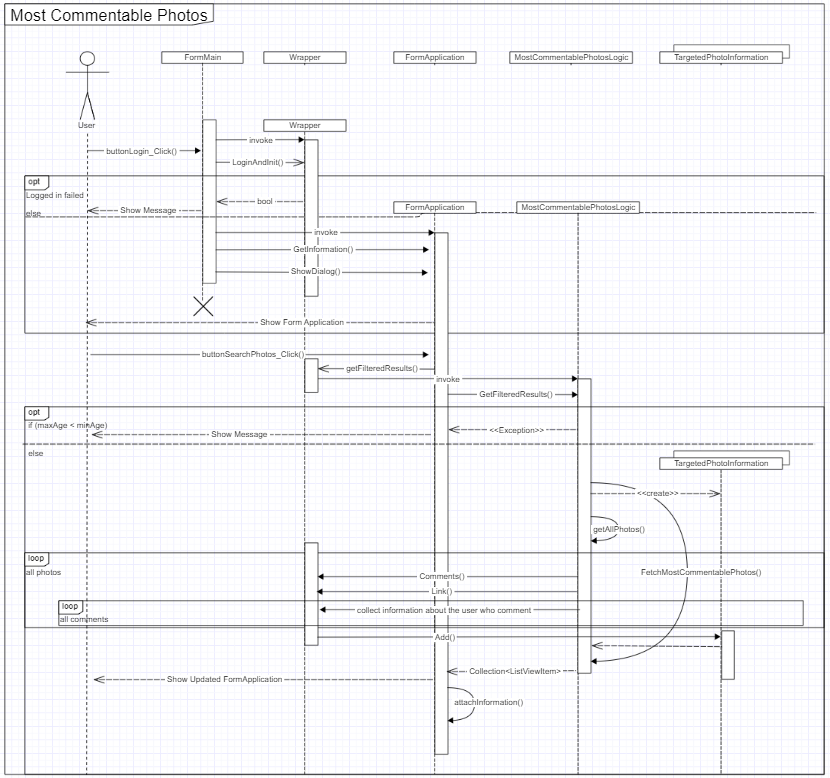 Most Commentable Photos
FormMain
Wrapper
FormApplication
MostCommentablePhotosLogic
TargetedPhotoInformation
User
Wrapper
invoke
buttonLogin_Click()
LoginAndInit()
opt
Logged in failed
bool
Show Message
else
FormApplication
MostCommentablePhotosLogic
invoke
GetInformation()
ShowDialog()
Show Form Application
buttonSearchPhotos_Click()
getFilteredResults()
invoke
GetFilteredResults()
opt
if (maxAge < minAge)
<<Exception>>
Show Message
else
TargetedPhotoInformation
<<create>>
getAllPhotos()
loop
all photos
FetchMostCommentablePhotos()
Comments()
Link()
loop
collect information about the user who comment
all comments
Add()
Collection<ListViewItem>
Show Updated FormApplication
attachInformation()